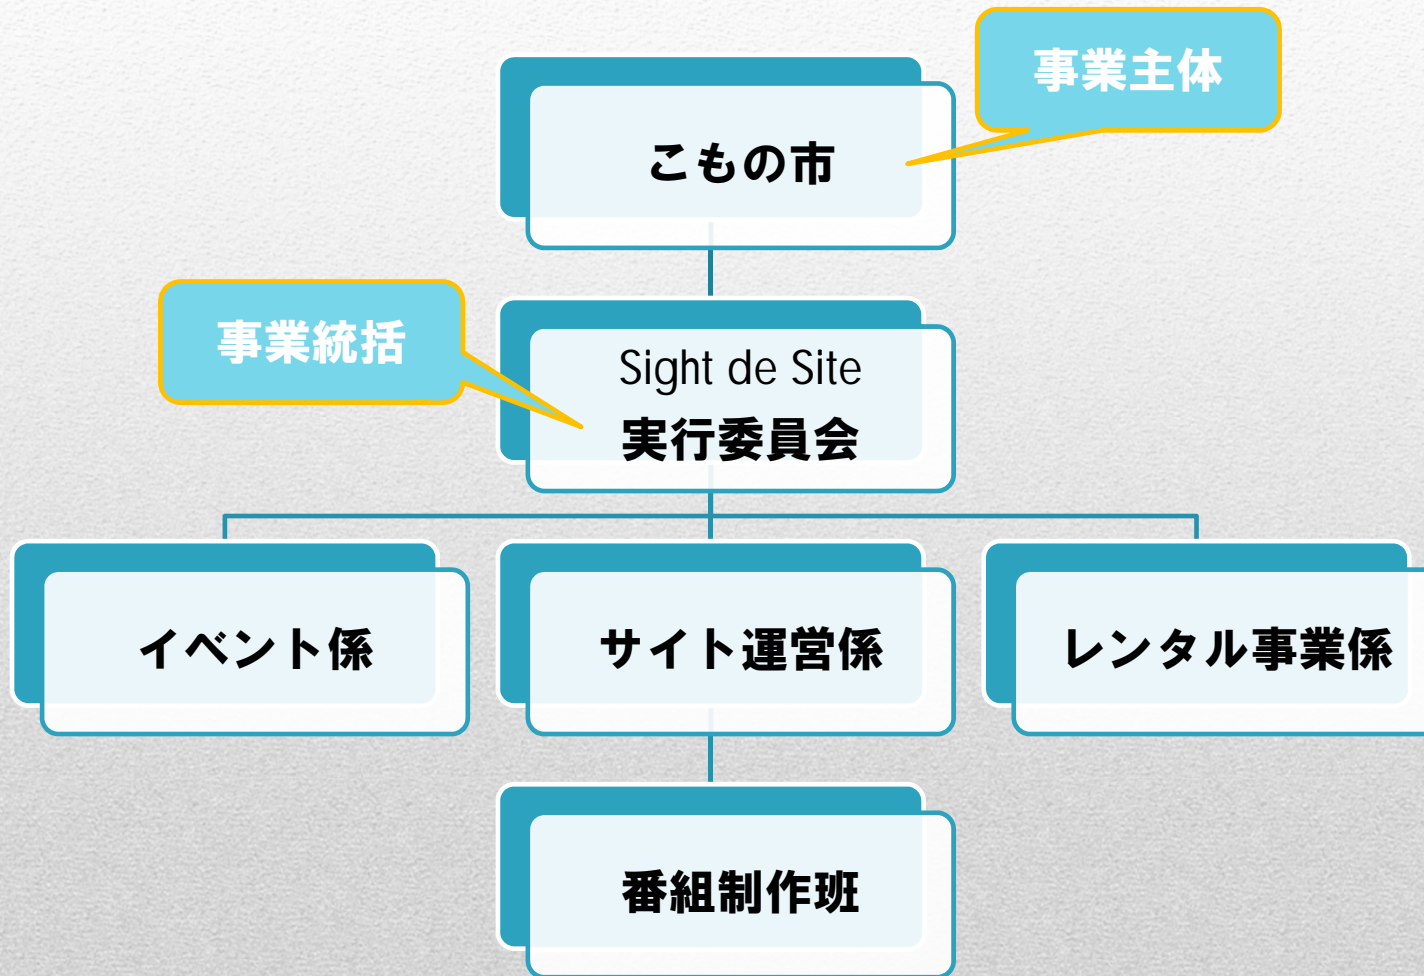 事業主体
こもの市
事業統括
Sight de Site
実行委員会
イベント係
サイト運営係
レンタル事業係
番組制作班